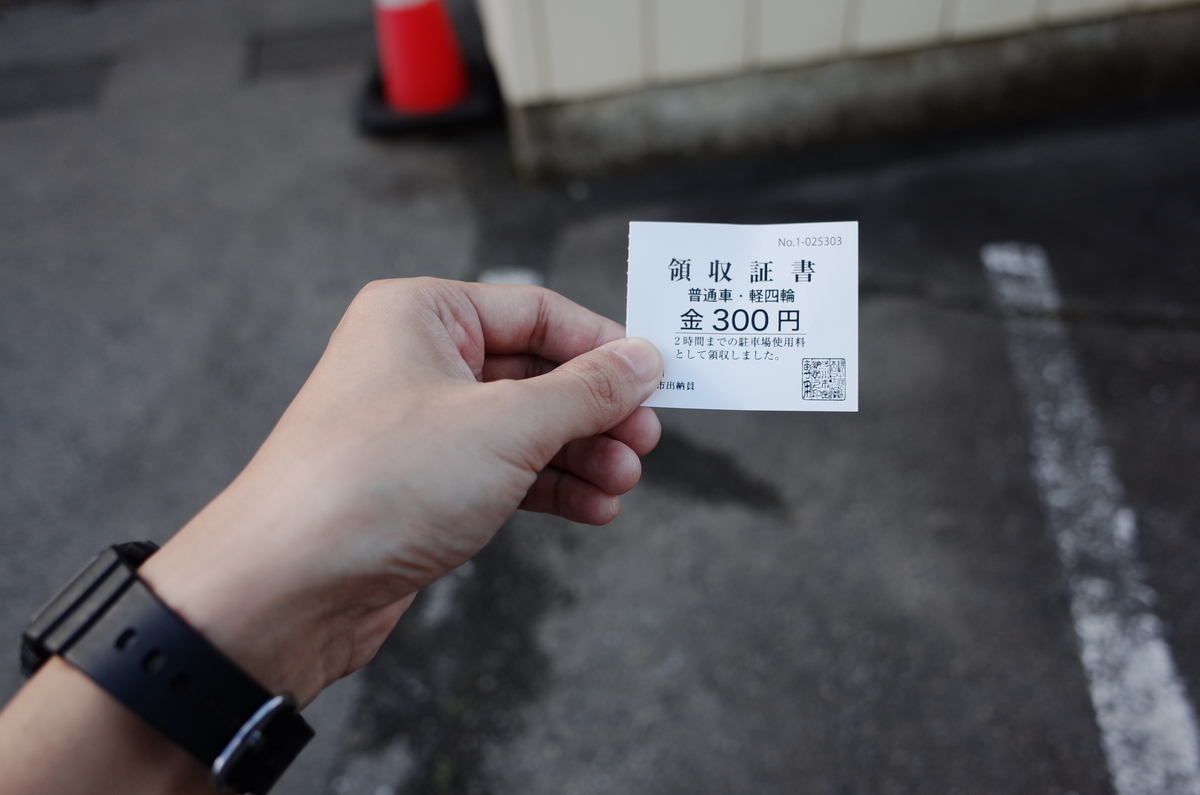 No.1-025303
領収証書
普通車・軽四輪
金 300 円
2時間までの駐車場使用料
として領収しました。
市出納員